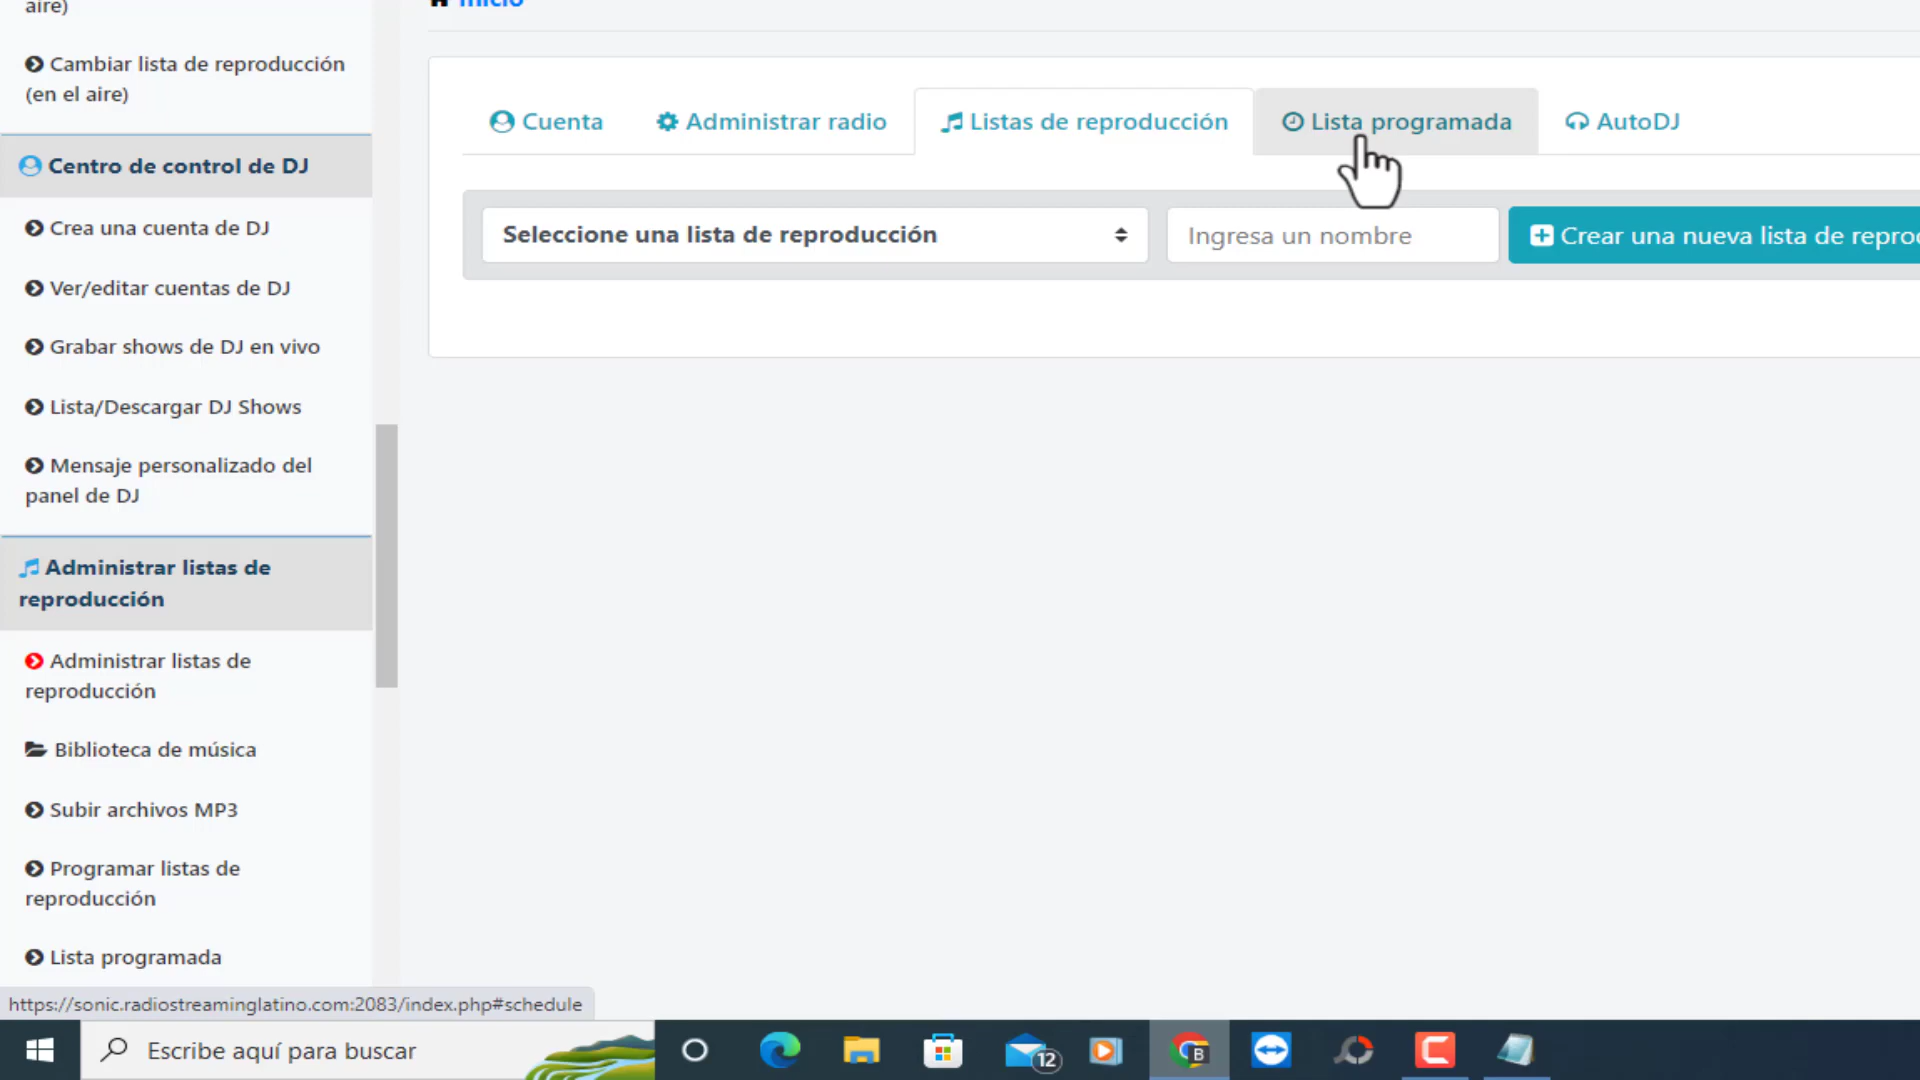 aire)
Cambiar lista de reproducción
(en el aire)
Centro de control de DJ
Crea una cuenta de DJ
Ver/editar cuentas de DJ
Grabar shows de DJ en vivo
Lista/Descargar DJ Shows
Mensaje personalizado del
panel de DJ
Administrar listas de
reproducción
Administrar listas de
reproducción
Biblioteca de música
Subir archivos MP3
Programar listas de
reproducción
Lista programada
Inicio
Cuenta
Administrar radio
Listas de reproducción
Lista programada
AutoDJ
Seleccione una lista de reproducción
Ingresa un nombre
Crear una nueva lista de repro
https://sonic.radiostreaminglatino.com:2083/index.php#schedule
Escribe aquí para buscar
12
B